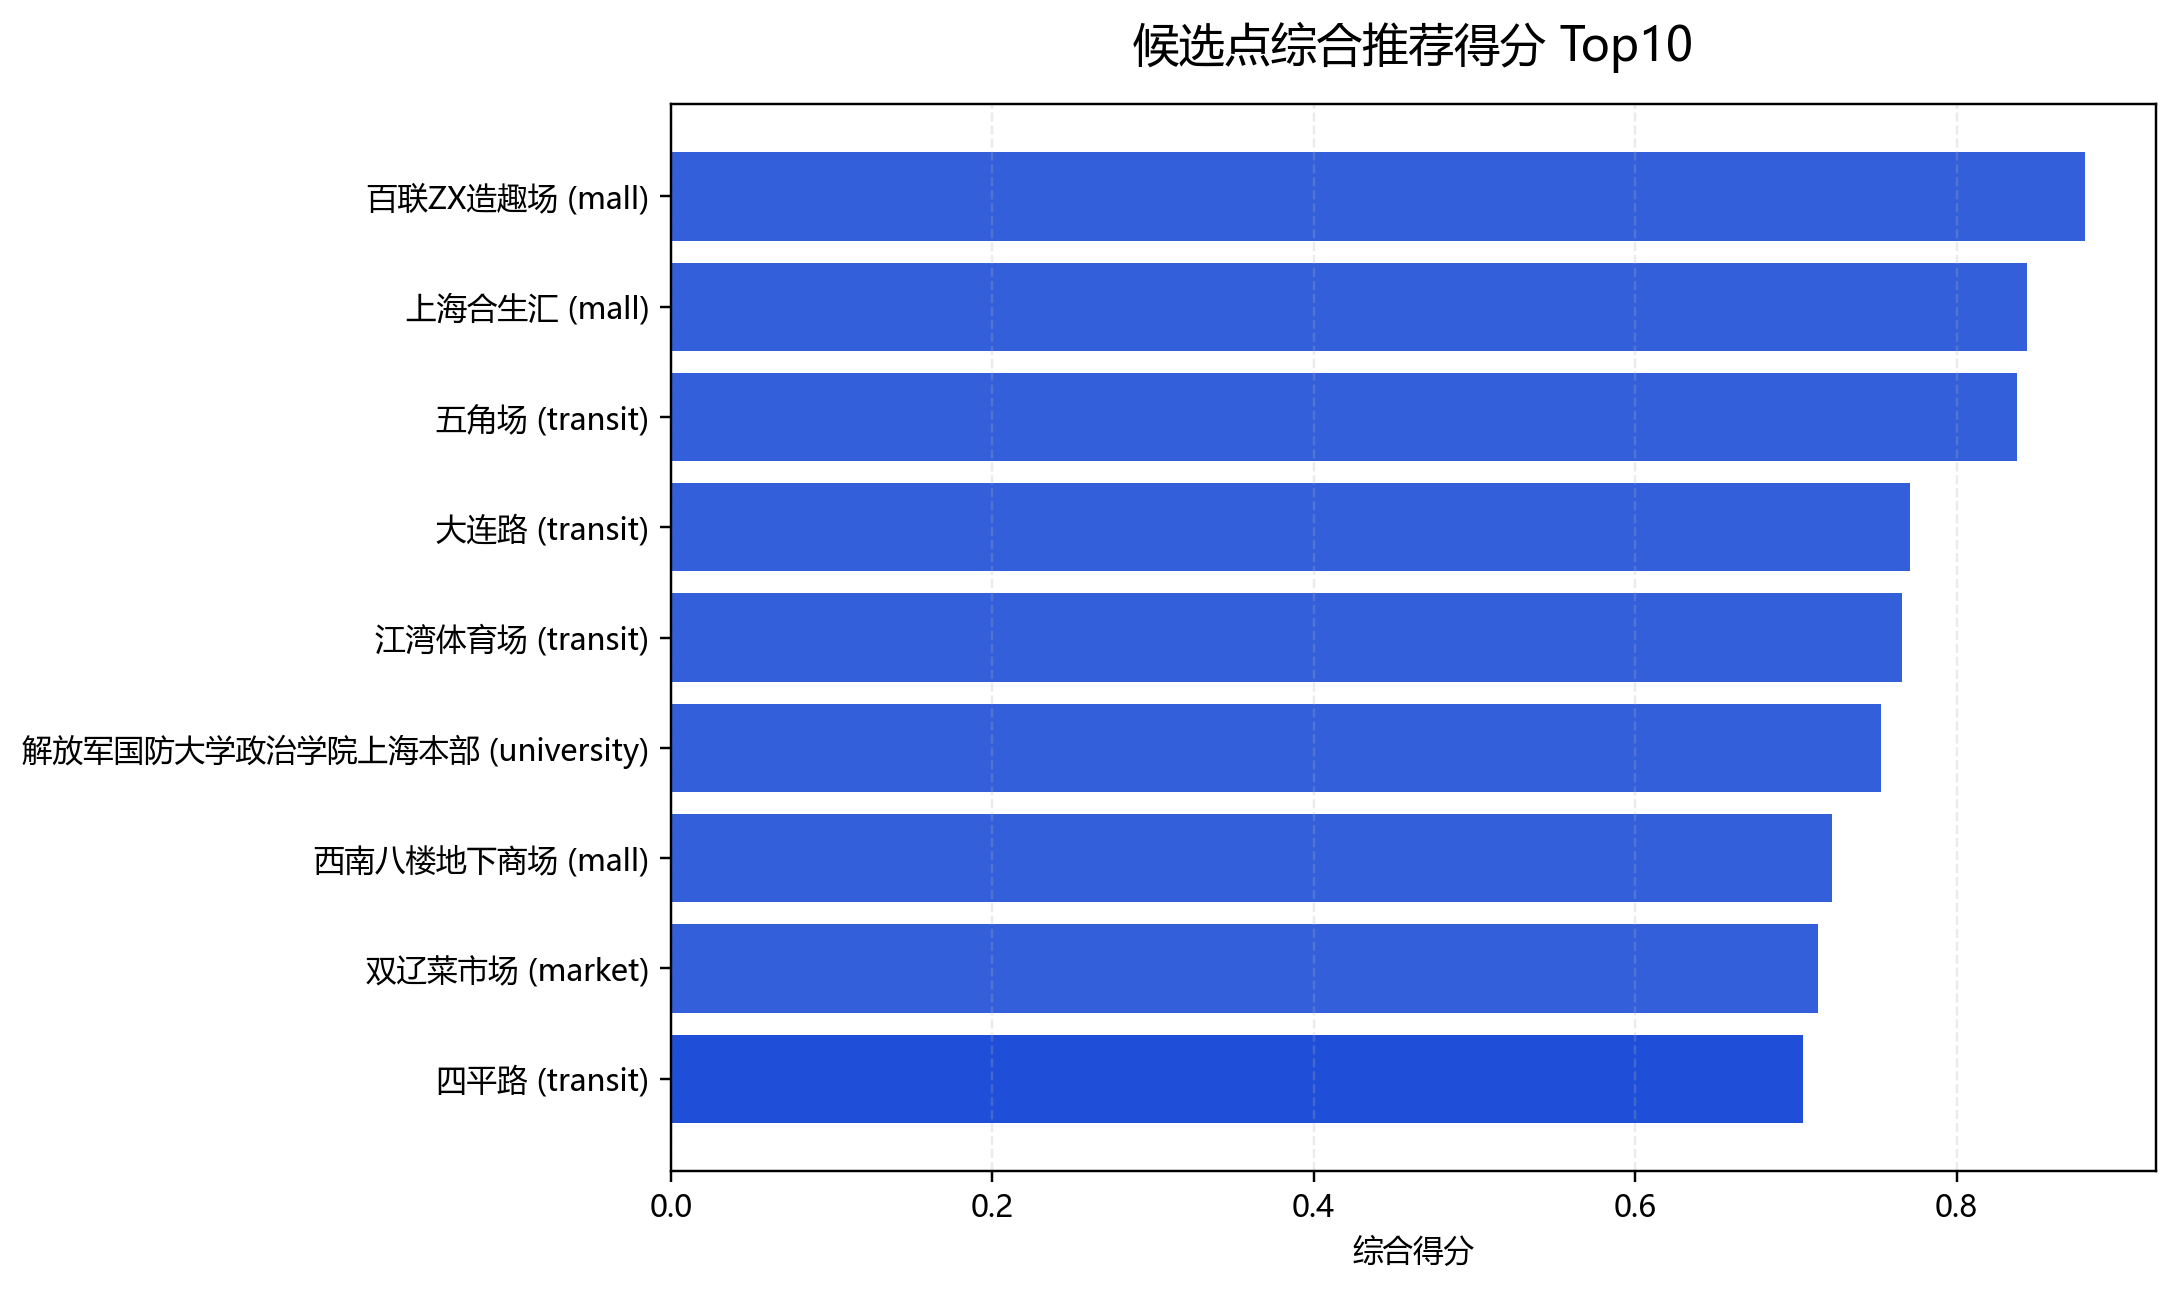 候选点综合推荐得分 Top10
百联ZX造趣场 (mall)
上海合生汇 (mall)
五角场 (transit)
大连路 (transit)
江湾体育场 (transit)
解放军国防大学政治学院上海本部 (university)
西南八楼地下商场 (mall)
双辽菜市场 (market)
四平路 (transit)
0.0 0.2 0.4 0.6 0.8
综合得分